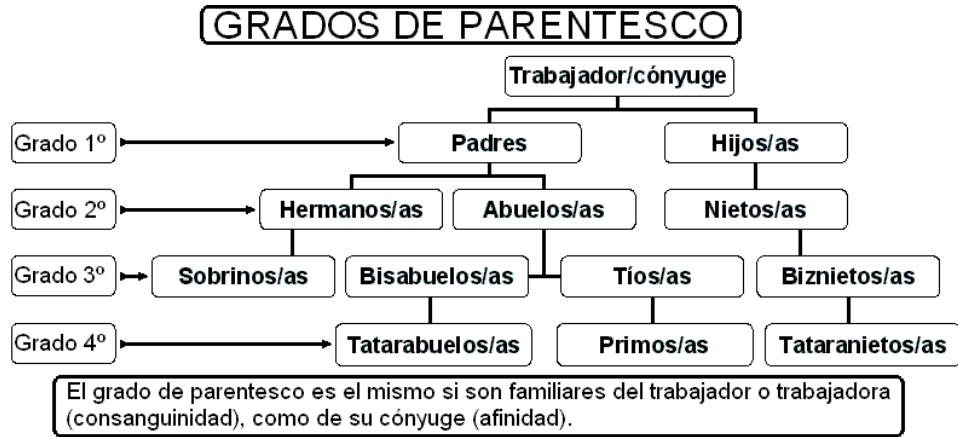 GRADOS DE PARENTESCO
Trabajador/cónyuge
Grado 1º Padres Hijos/as
Grado 2º Hermanos/as Abuelos/as Nietos/as
Grado 3º Sobrinos/as Bisabuelos/as Tíos/as Biznietos/as
Grado 4º Tatarabuelos/as Primos/as Tataranietos/as
El grado de parentesco es el mismo si son familiares del trabajador o trabajadora
(consanguinidad), como de su cónyuge (afinidad).